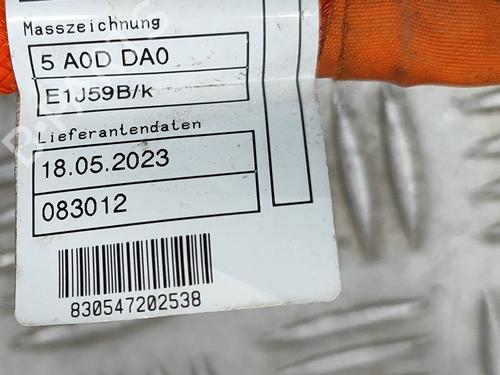 Masszeichnung
5 A0D DA0
E1J59B/k
Lieferantendaten
18.05.2023
083012
830547202538